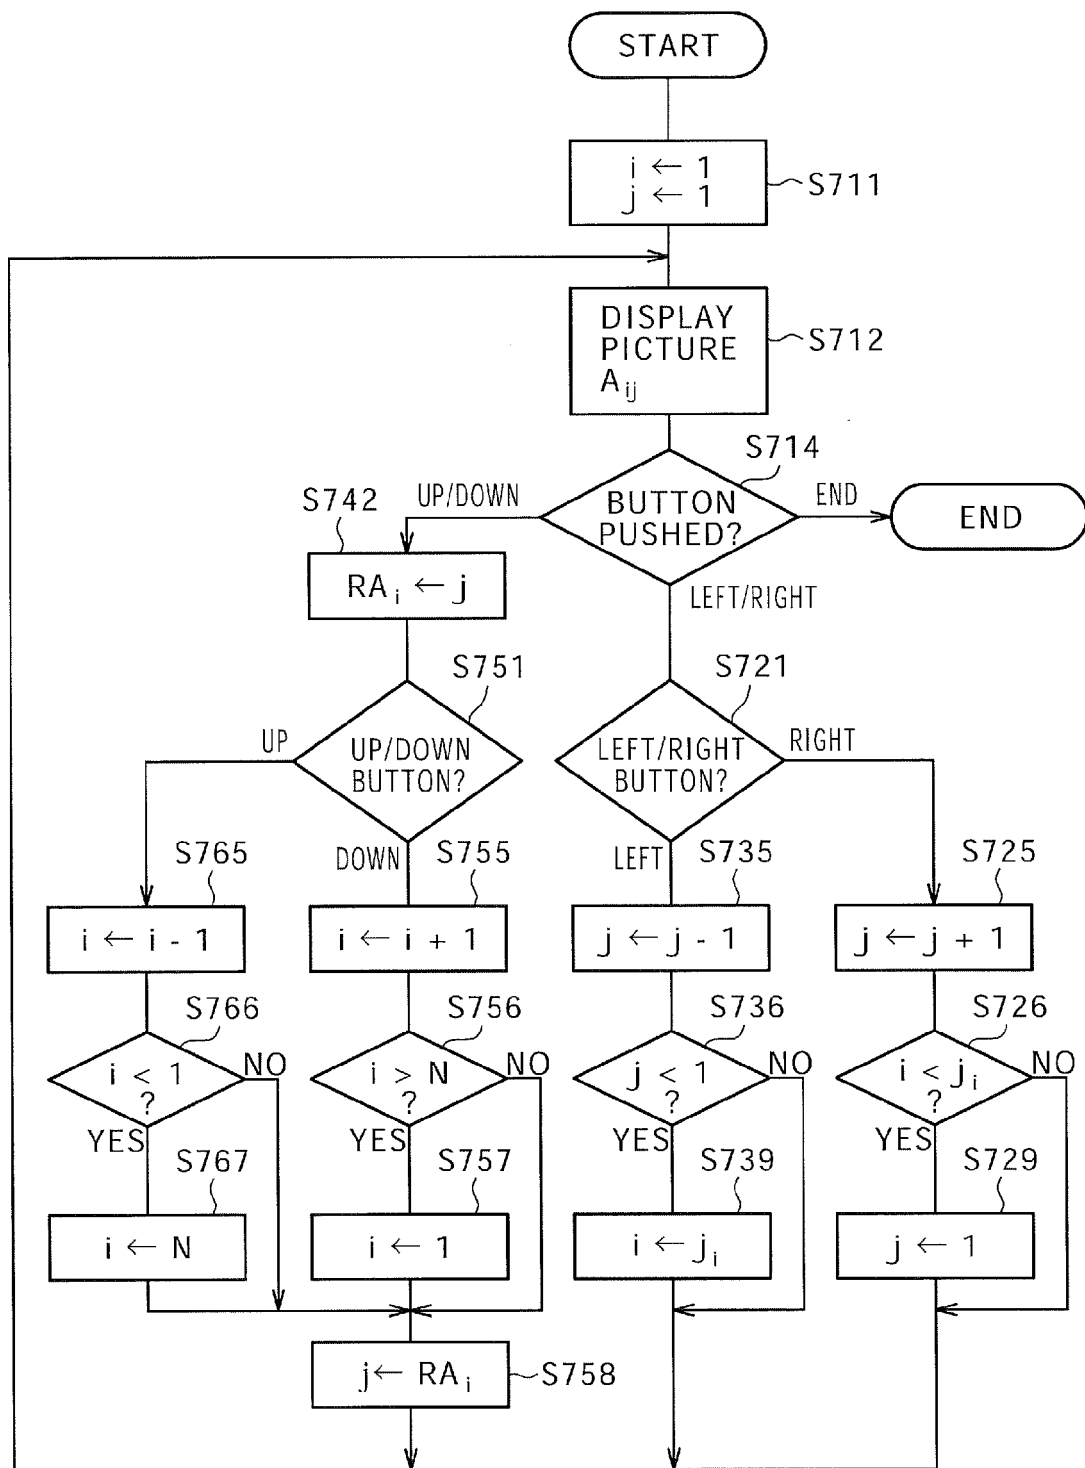 START
i ← 1
j ← 1
S711
DISPLAY
PICTURE
A_ij
S712
S714
BUTTON
PUSHED?
UP/DOWN
END
END
LEFT/RIGHT
S742
RA_i ← j
S751
UP/DOWN
BUTTON?
UP
DOWN
S721
LEFT/RIGHT
BUTTON?
RIGHT
LEFT
S765
i ← i - 1
S755
i ← i + 1
S735
j ← j - 1
S725
j ← j + 1
S766
i < 1
?
NO
YES
S756
i > N
?
NO
YES
S736
j < 1
?
NO
YES
S726
i < j_i
?
NO
YES
S767
i ← N
S757
i ← 1
S739
i ← j_i
S729
j ← 1
j ← RA_i
S758